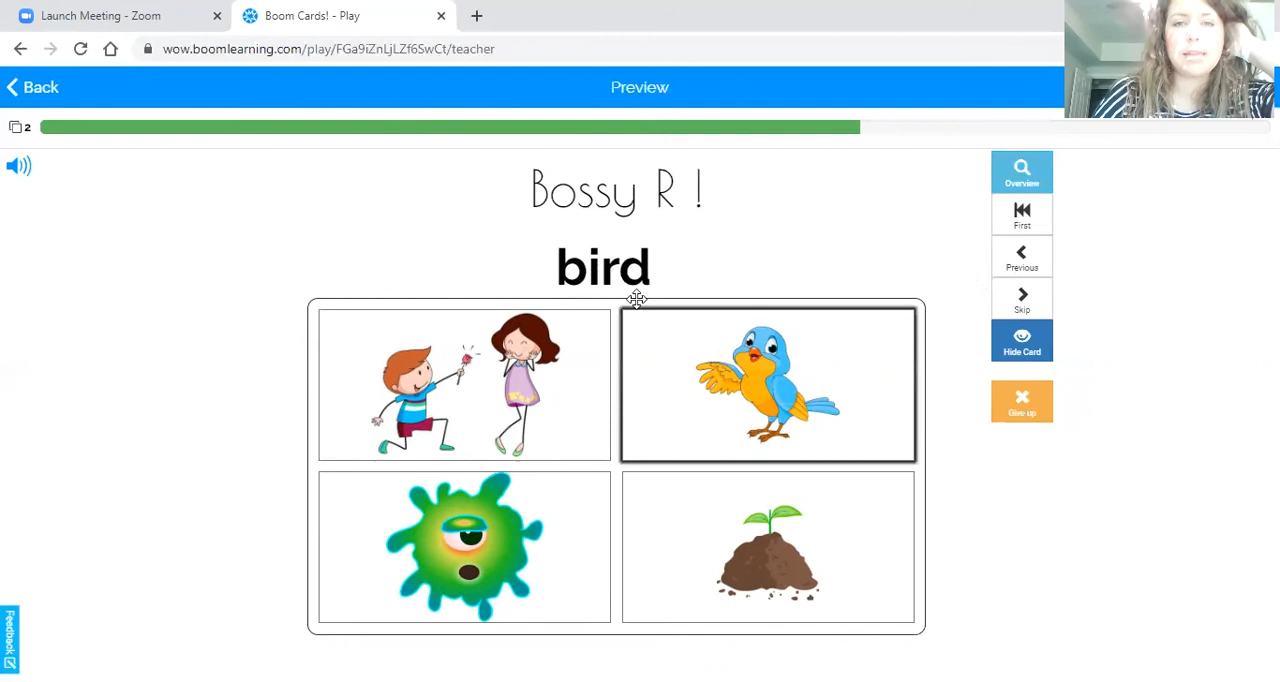 Launch Meeting - Zoom
Boom Cards! - Play
wow.boomlearning.com/play/FGa9iZnLjLZf6SwCt/teacher
Back
Preview
2
Bossy R !
bird
Overview
First
Previous
Skip
Hide Card
Give up
Feedback